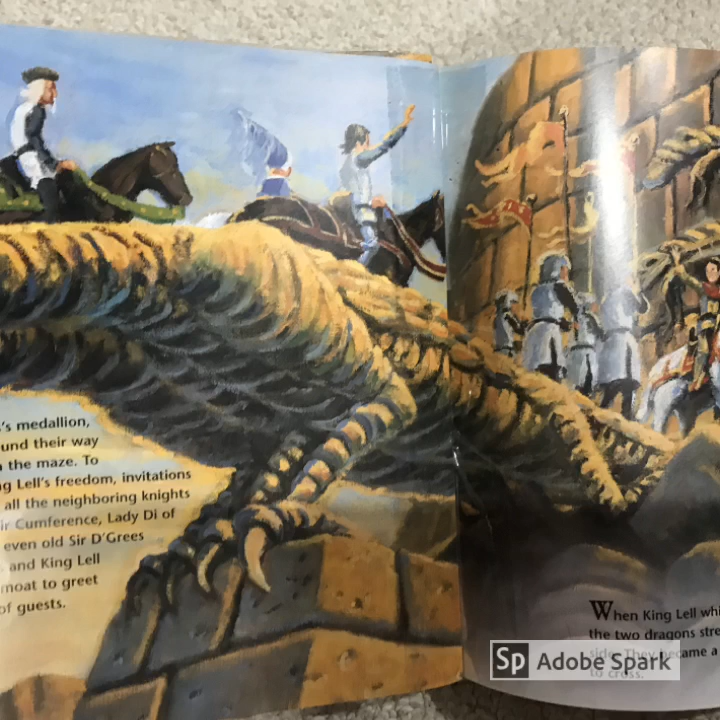 's medallion,
ound their way
the maze. To
g Lell's freedom, invitations
all the neighboring knights
ir Cumference, Lady Di of
even old Sir D'Grees
and King Lell
moat to greet
of guests.
When King Lell whi
the two dragons stre
side. They became a
to cross.
Sp Adobe Spark